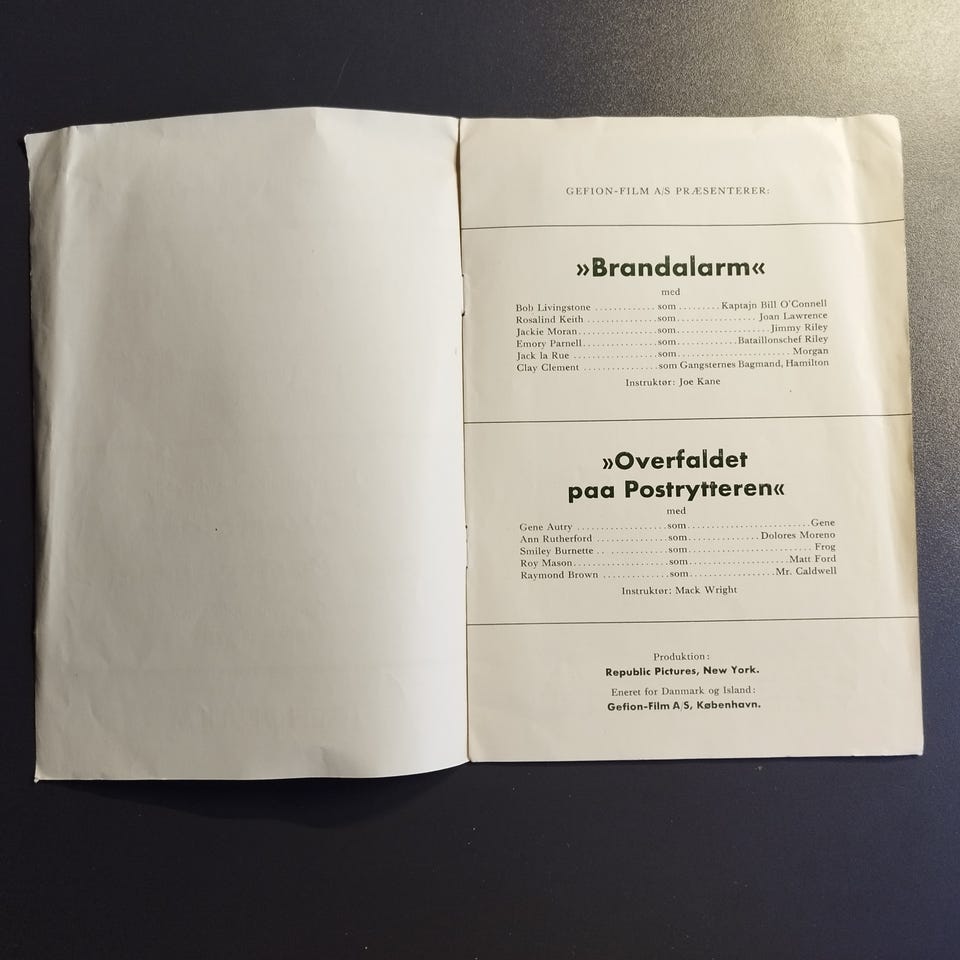 GEFION-FILM A/S PRÆSENTERER:
»Brandalarm«
med
Bob Livingstone ............. som ......... Kaptajn Bill O'Connell
Rosalind Keith ............... som .................. Joan Lawrence
Jackie Moran ................ som .................... Jimmy Riley
Emory Parnell ............... som ............. Bataillonschef Riley
Jack la Rue .................. som ......................... Morgan
Clay Clement ................ som Gangsternes Bagmand, Hamilton
Instruktør: Joe Kane
»Overfaldet
paa Postrytteren«
med
Gene Autry ................... som .......................... Gene
Ann Rutherford ............... som ............... Dolores Moreno
Smiley Burnette .............. som .......................... Frog
Roy Mason .................... som ..................... Matt Ford
Raymond Brown ................ som .................. Mr. Caldwell
Instruktør: Mack Wright
Produktion:
Republic Pictures, New York.
Eneret for Danmark og Island:
Gefion-Film A/S, København.